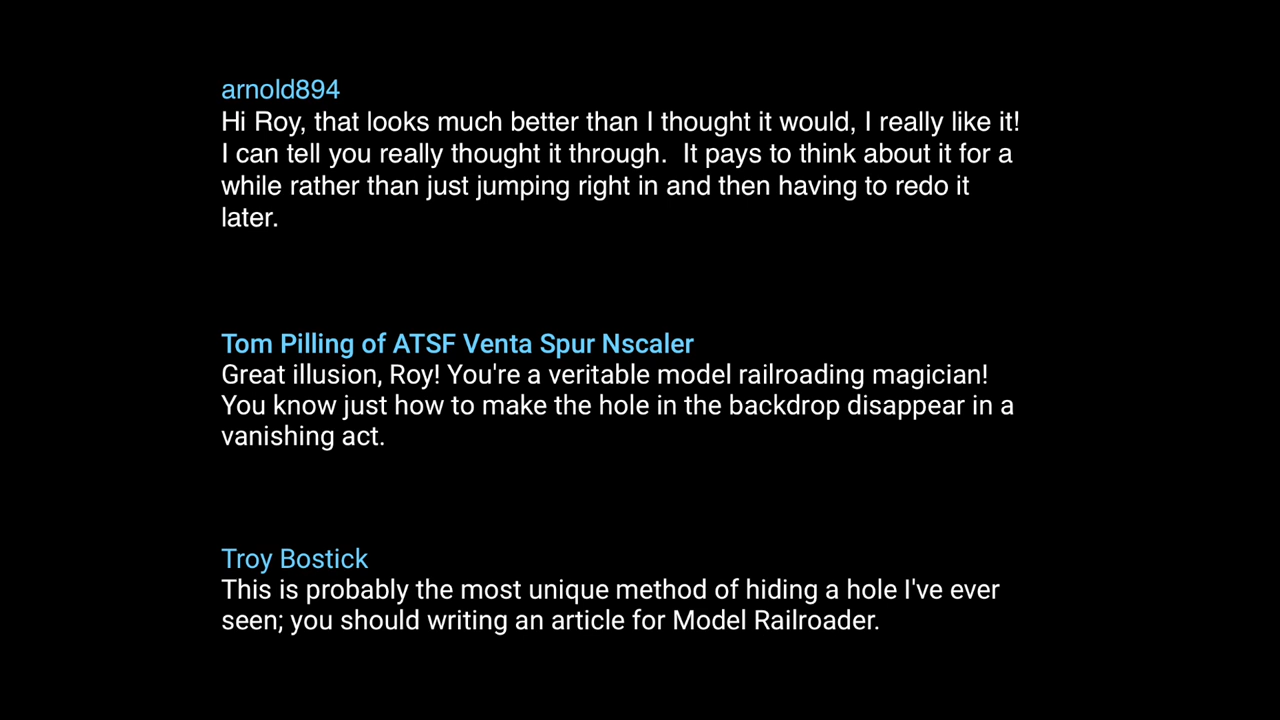 arnold894
Hi Roy, that looks much better than I thought it would, I really like it!
I can tell you really thought it through.  It pays to think about it for a
while rather than just jumping right in and then having to redo it
later.
Tom Pilling of ATSF Venta Spur Nscaler
Great illusion, Roy! You're a veritable model railroading magician!
You know just how to make the hole in the backdrop disappear in a
vanishing act.
Troy Bostick
This is probably the most unique method of hiding a hole I've ever
seen; you should writing an article for Model Railroader.